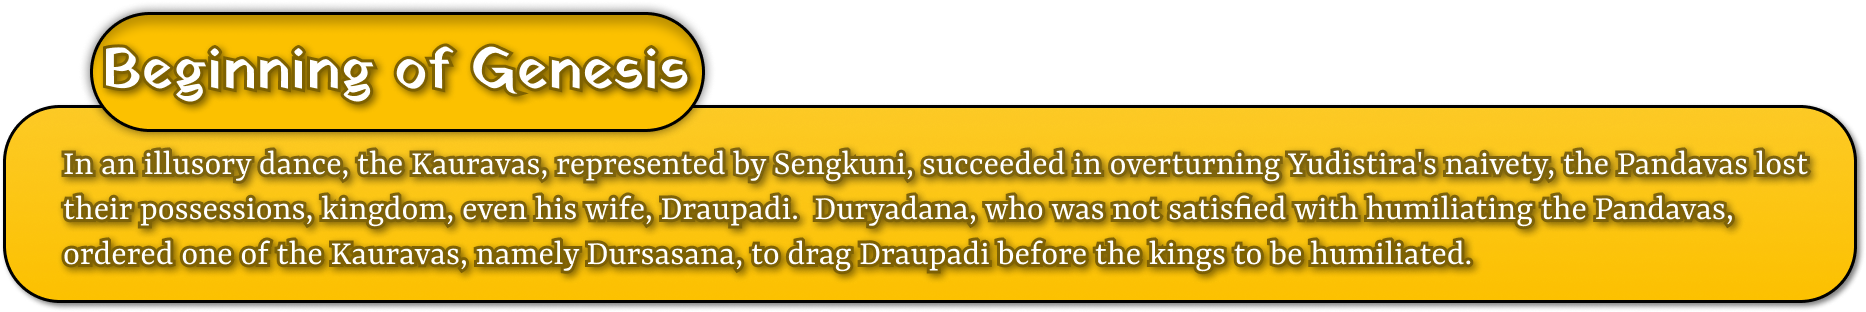 Beginning of Genesis
In an illusory dance, the Kauravas, represented by Sengkuni, succeeded in overturning Yudistira's naivety, the Pandavas lost
their possessions, kingdom, even his wife, Draupadi.  Duryadana, who was not satisfied with humiliating the Pandavas,
ordered one of the Kauravas, namely Dursasana, to drag Draupadi before the kings to be humiliated.